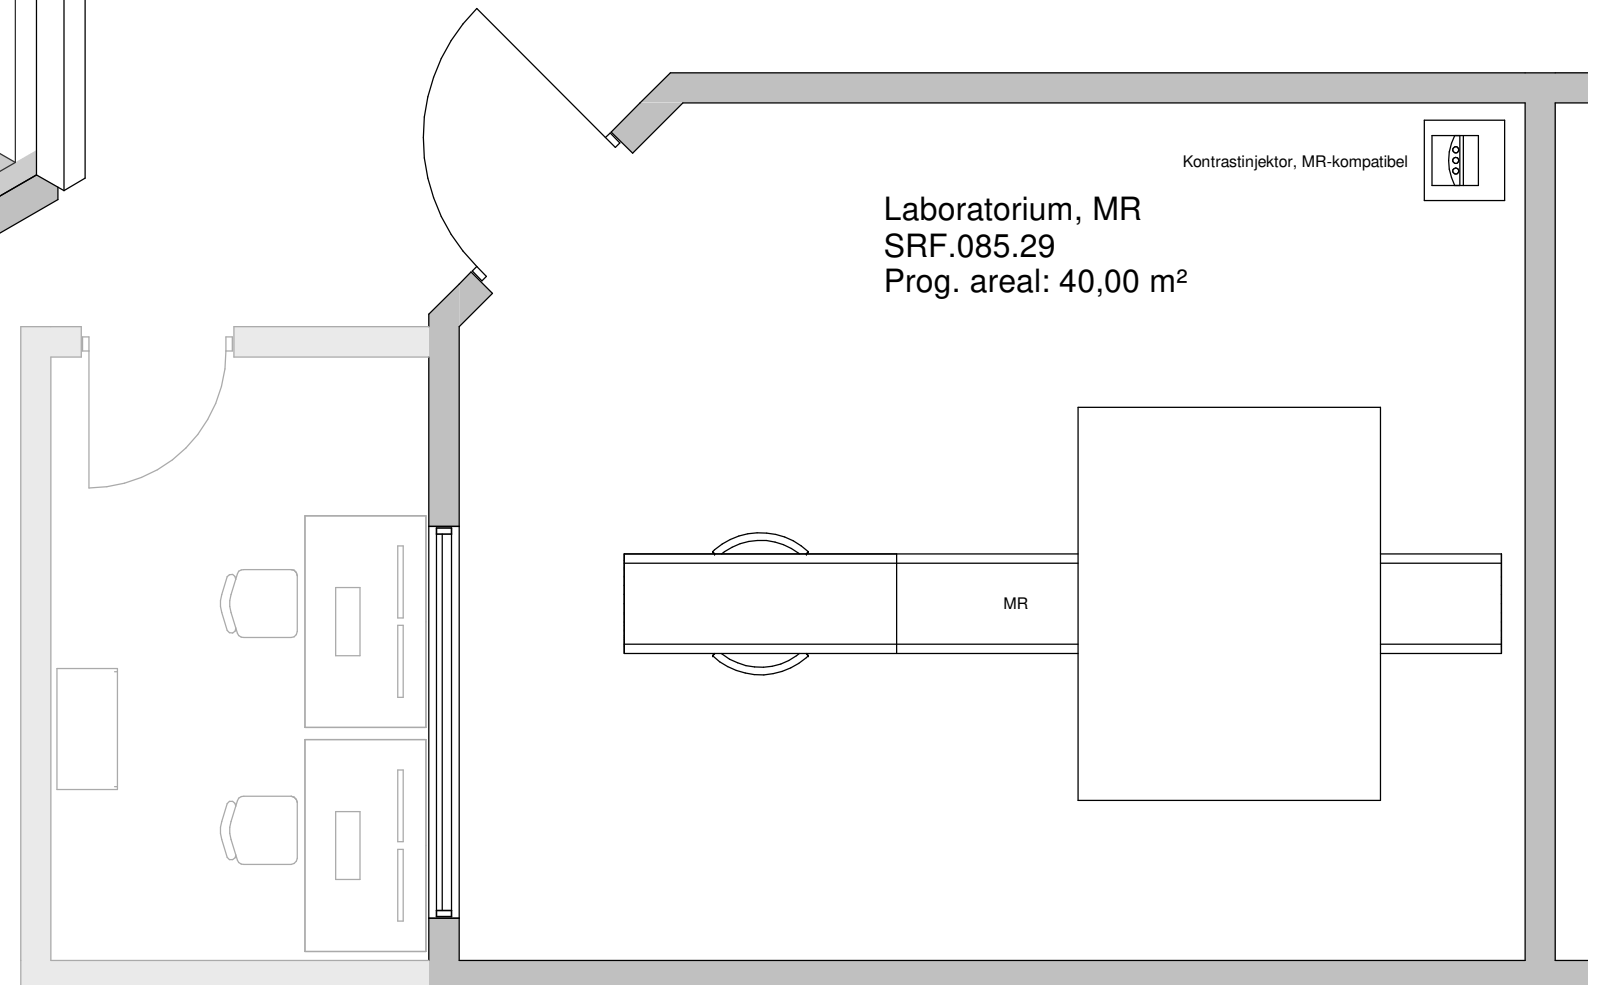 Kontrastinjektor, MR-kompatibel
Laboratorium, MR
SRF.085.29
Prog. areal: 40,00 m²
MR